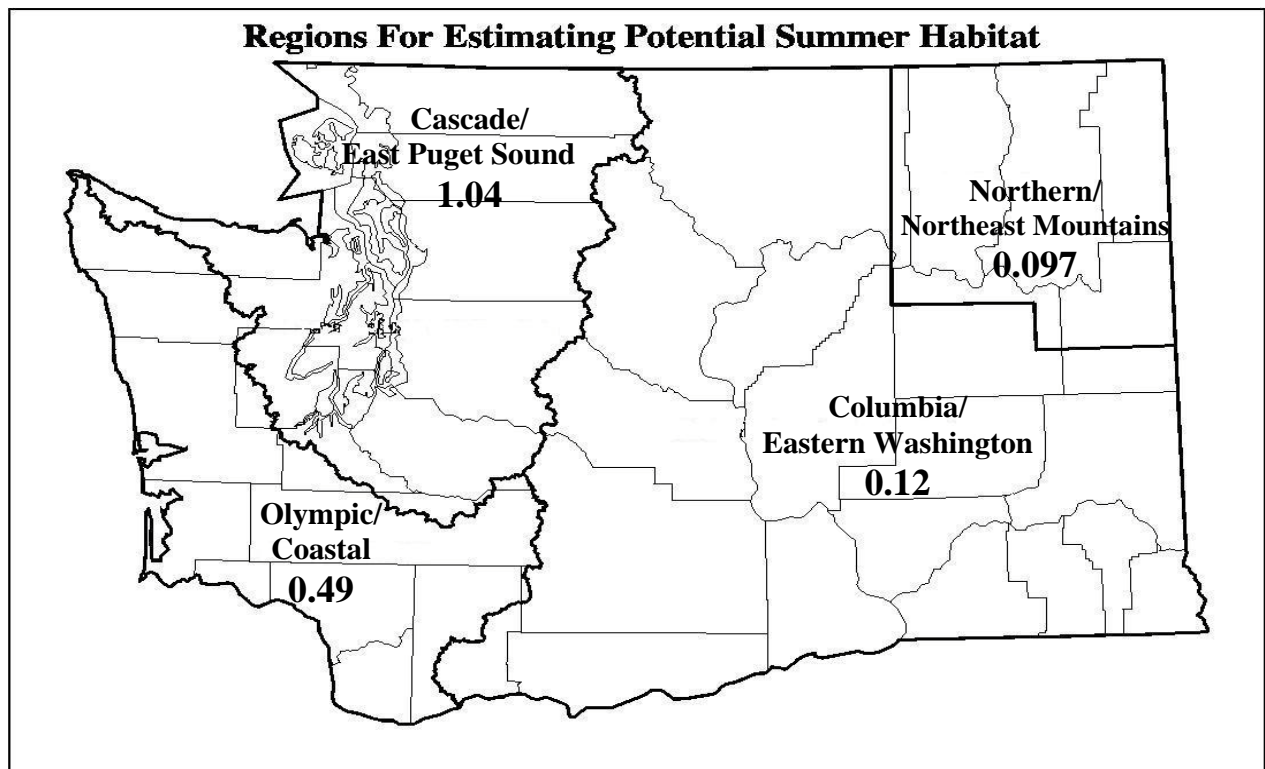 Regions For Estimating Potential Summer Habitat
Cascade/
East Puget Sound
1.04
Northern/
Northeast Mountains
0.097
Columbia/
Eastern Washington
0.12
Olympic/
Coastal
0.49